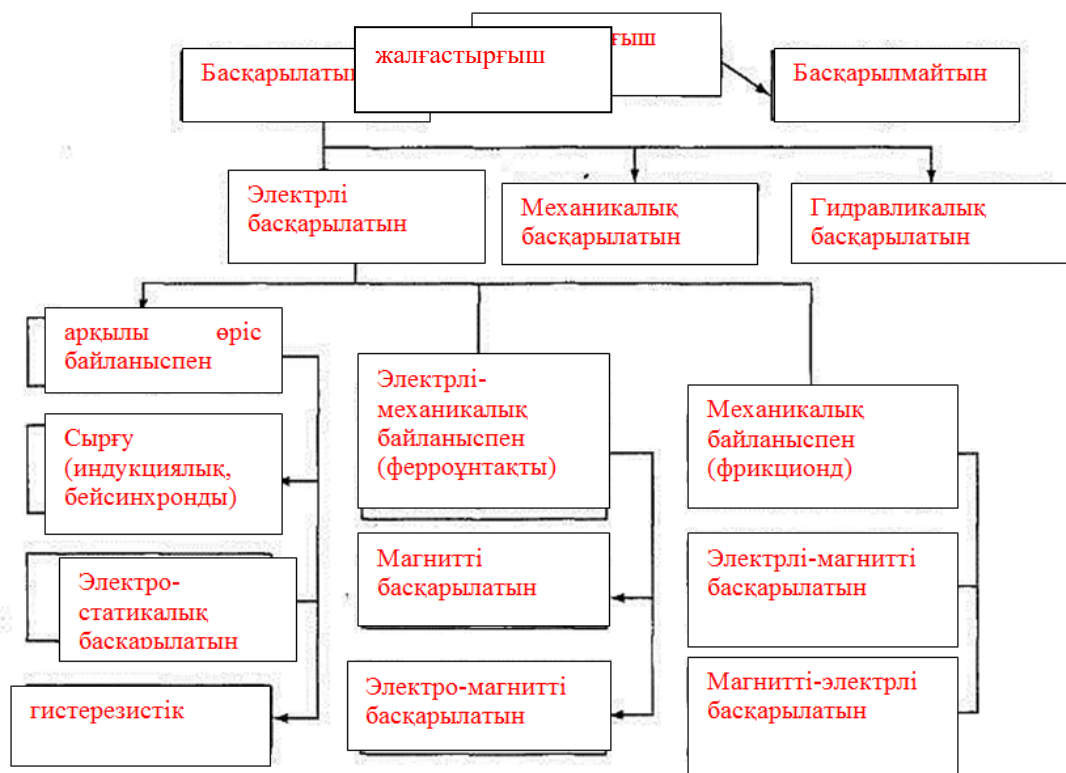 ғыш
жалғастырғыш
Басқарылаты
Басқарылмайтын
Электрлі
басқарылатын
Механикалық
басқарылатын
Гидравликалық
басқарылатын
арқылы өріс
байланыспен
Электрлі-
механикалық
байланыспен
(ферроұнтақты)
Механикалық
байланыспен
(фрикционд)
Сырғу
(индукциялық,
бейсинхронды)
Магнитті
басқарылатын
Электрлі-магнитті
басқарылатын
Электро-
статикалық
басқарылатын
Электро-магнитті
басқарылатын
Магнитті-электрлі
басқарылатын
гистерезистік